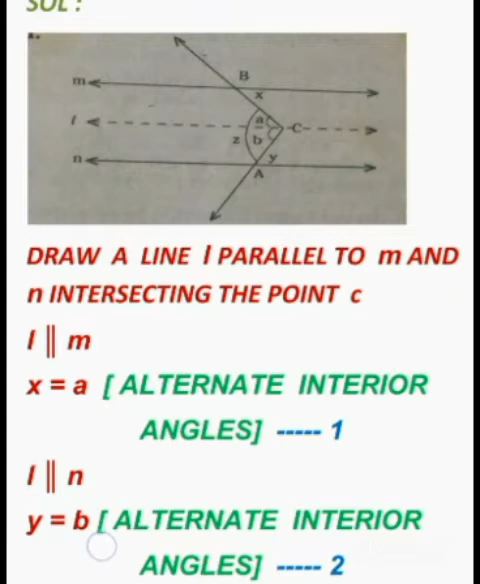 SOL :
m
B
x
l
a
C
z
b
n
y
A
DRAW A LINE l PARALLEL TO m AND
n INTERSECTING THE POINT c
l || m
x = a [ ALTERNATE INTERIOR
ANGLES] ----- 1
l || n
y = b [ ALTERNATE INTERIOR
ANGLES] ----- 2